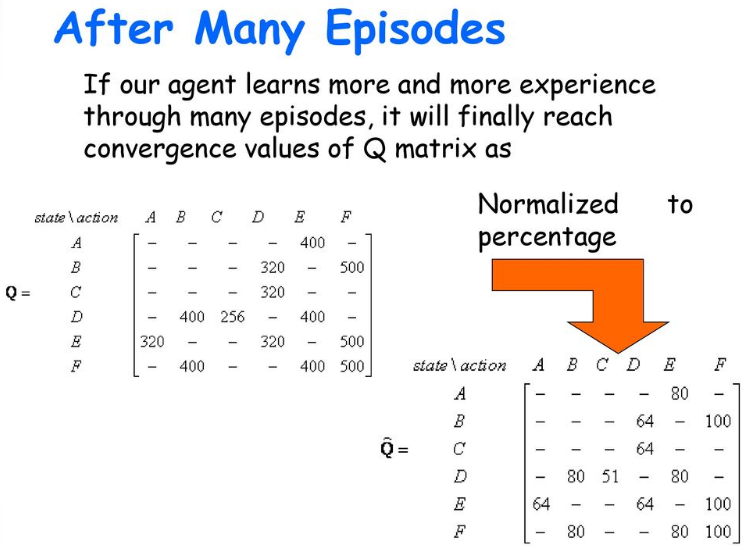 After Many Episodes
If our agent learns more and more experience
through many episodes, it will finally reach
convergence values of Q matrix as
Normalized to
percentage
state \ action A B C D E F
A – – – – 400 –
B – – – 320 – 500
Q = C – – – 320 – –
D – 400 256 – 400 –
E 320 – – 320 – 500
F – 400 – – 400 500
state \ action A B C D E F
A – – – – 80 –
B – – – 64 – 100
Q̂ = C – – – 64 – –
D – 80 51 – 80 –
E 64 – – 64 – 100
F – 80 – – 80 100